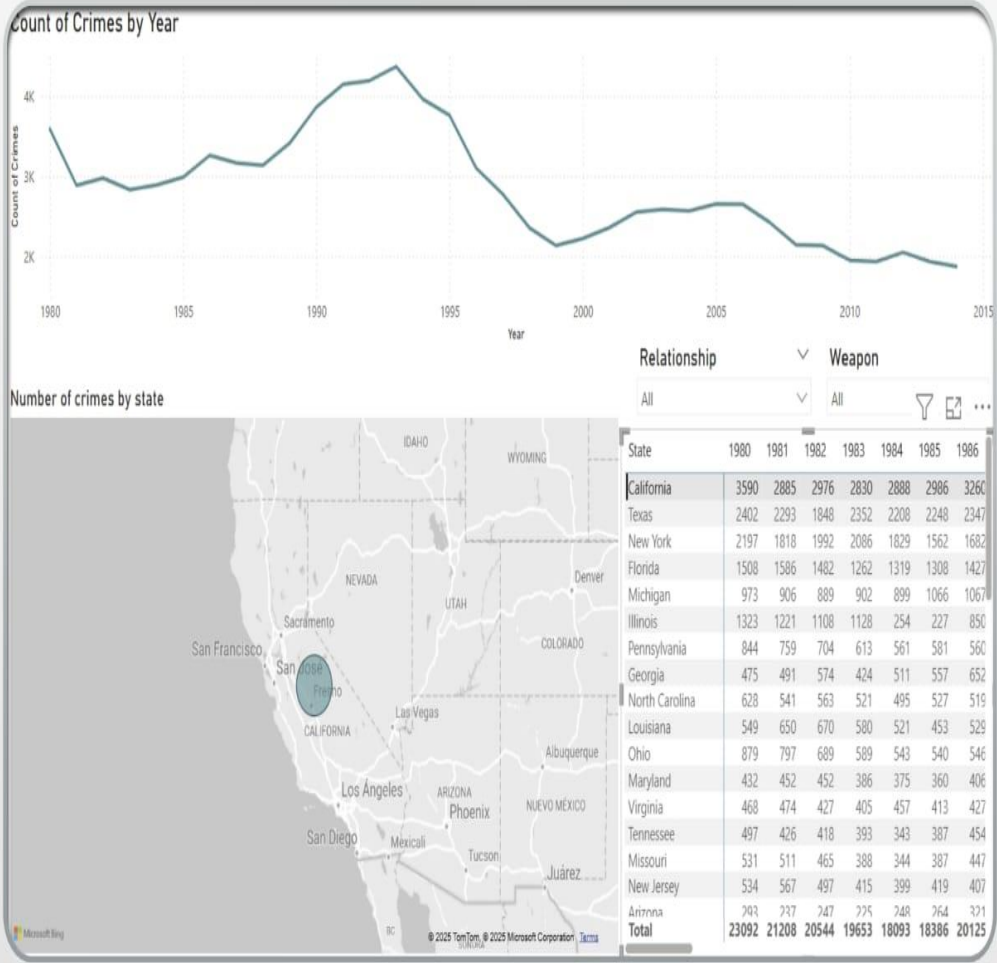 Count of Crimes by Year
Count of Crimes
4K
3K
2K
1980 1985 1990 1995 2000 2005 2010 2015
Year
Relationship Weapon
All All
Number of crimes by state
IDAHO
WYOMING
NEVADA
Denver
UTAH
Sacramento
COLORADO
San Francisco
San Jose
Fresno
Las Vegas
CALIFORNIA
Albuquerque
Los Ángeles
ARIZONA
NUEVO MÉXICO
Phoenix
San Diego
Mexicali
Tucson
Juárez
BC
SONORA
Microsoft Bing
© 2025 TomTom, © 2025 Microsoft Corporation Terms
State 1980 1981 1982 1983 1984 1985 1986
California 3590 2885 2976 2830 2888 2986 3260
Texas 2402 2293 1848 2352 2208 2248 2347
New York 2197 1818 1992 2086 1829 1562 1682
Florida 1508 1586 1482 1262 1319 1308 1427
Michigan 973 906 889 902 899 1066 1067
Illinois 1323 1221 1108 1128 254 227 850
Pennsylvania 844 759 704 613 561 581 560
Georgia 475 491 574 424 511 557 652
North Carolina 628 541 563 521 495 527 519
Louisiana 549 650 670 580 521 453 529
Ohio 879 797 689 589 543 540 546
Maryland 432 452 452 386 375 360 406
Virginia 468 474 427 405 457 413 427
Tennessee 497 426 418 393 343 387 454
Missouri 531 511 465 388 344 387 447
New Jersey 534 567 497 415 399 419 407
Arizona 293 237 247 225 248 264 321
Total 23092 21208 20544 19653 18093 18386 20125